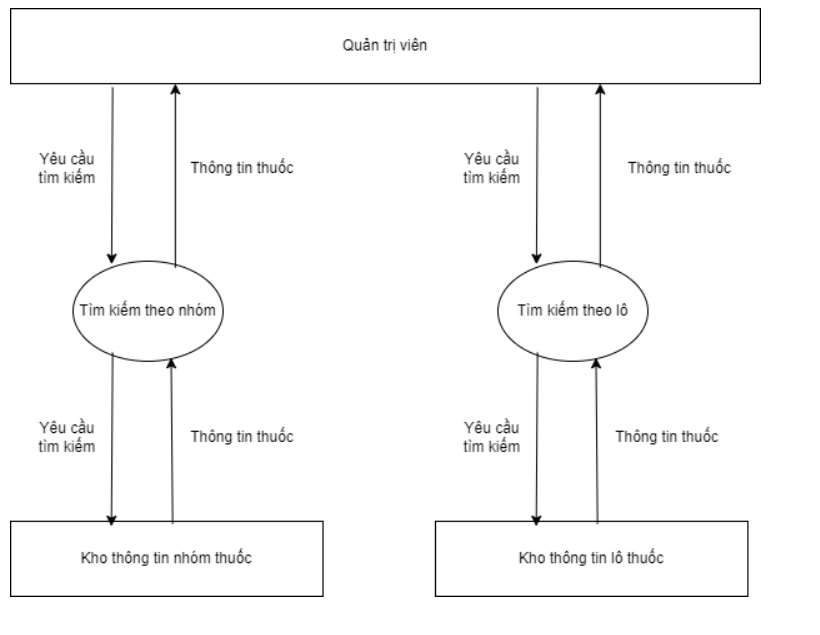 Quản trị viên
Yêu cầu
tìm kiếm
Thông tin thuốc
Yêu cầu
tìm kiếm
Thông tin thuốc
Tìm kiếm theo nhóm
Tìm kiếm theo lô
Yêu cầu
tìm kiếm
Thông tin thuốc
Yêu cầu
tìm kiếm
Thông tin thuốc
Kho thông tin nhóm thuốc
Kho thông tin lô thuốc